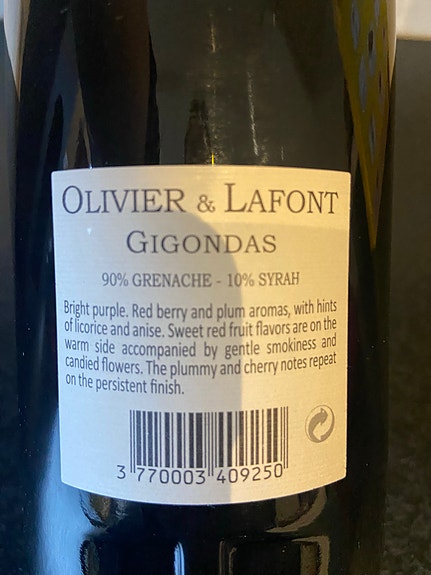 OLIVIER & LAFONT
GIGONDAS
90% GRENACHE - 10% SYRAH
Bright purple. Red berry and plum aromas, with hints
of licorice and anise. Sweet red fruit flavors are on the
warm side accompanied by gentle smokiness and
candied flowers. The plummy and cherry notes repeat
on the persistent finish.
3 770003 409250